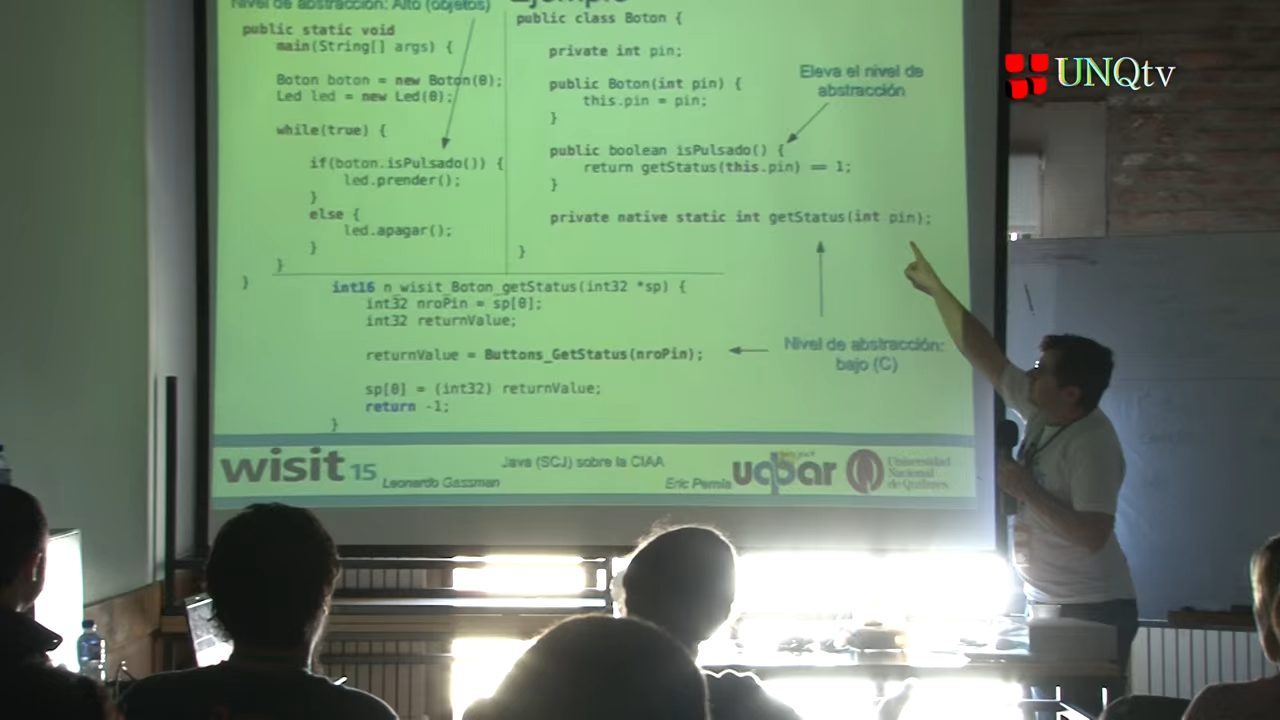 Nivel de abstracción: Alto (objetos)
Ejemplo
public static void
main(String[] args) {
Boton boton = new Boton(0);
Led led = new Led(0);
while(true) {
if(boton.isPulsado()) {
led.prender();
}
else {
led.apagar();
}
}
}
public class Boton {
private int pin;
public Boton(int pin) {
this.pin = pin;
}
public boolean isPulsado() {
return getStatus(this.pin) == 1;
}
private native static int getStatus(int pin);
}
Eleva el nivel de
abstracción
int16 n_wisit_Boton_getStatus(int32 *sp) {
int32 nroPin = sp[0];
int32 returnValue;
returnValue = Buttons_GetStatus(nroPin);
sp[0] = (int32) returnValue;
return -1;
}
Nivel de abstracción:
bajo (C)
wisit 15
Leonardo Gassman
Java (SCJ) sobre la CIAA
Eric Pernia
uqbar
Universidad
Nacional
de Quilmes
UNQtv